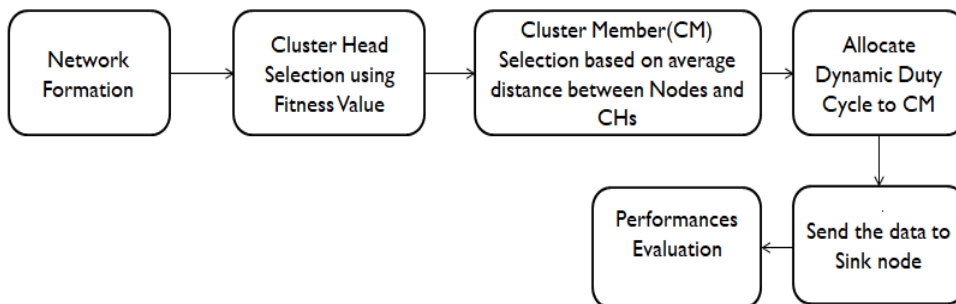 Network
Formation
Cluster Head
Selection using
Fitness Value
Cluster Member(CM)
Selection based on average
distance between Nodes and
CHs
Allocate
Dynamic Duty
Cycle to CM
Send the data to
Sink node
Performances
Evaluation